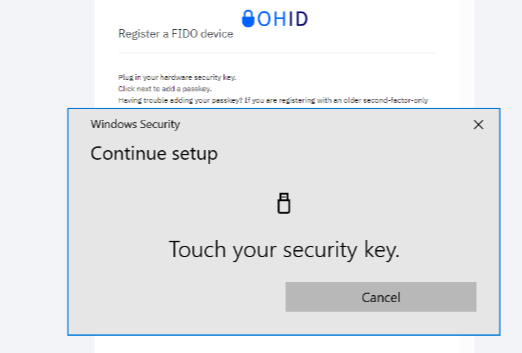 OHID
Register a FIDO device
Plug in your hardware security key.
Click next to add a passkey.
Having trouble adding your passkey? If you are registering with an older second-factor-only
Windows Security
Continue setup
Touch your security key.
Cancel